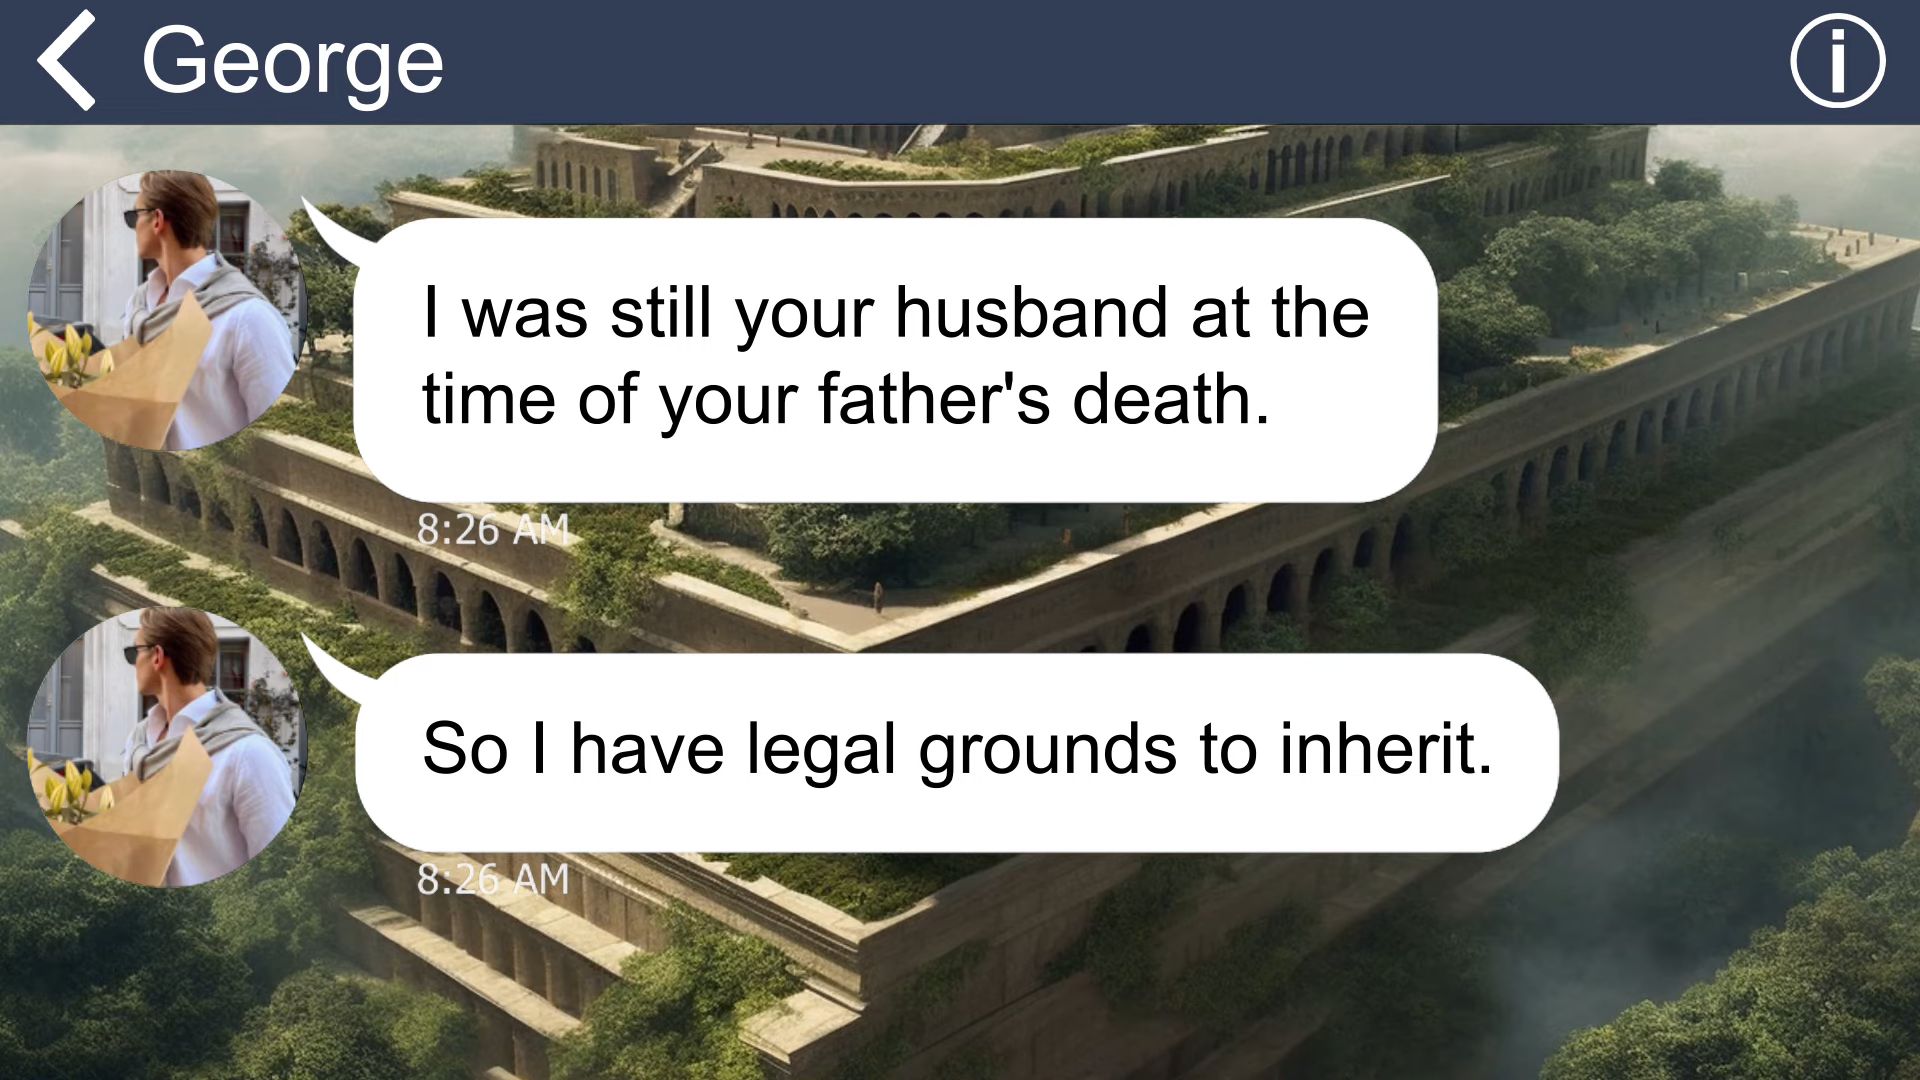 George
I was still your husband at the
time of your father's death.
8:26 AM
So I have legal grounds to inherit.
8:26 AM